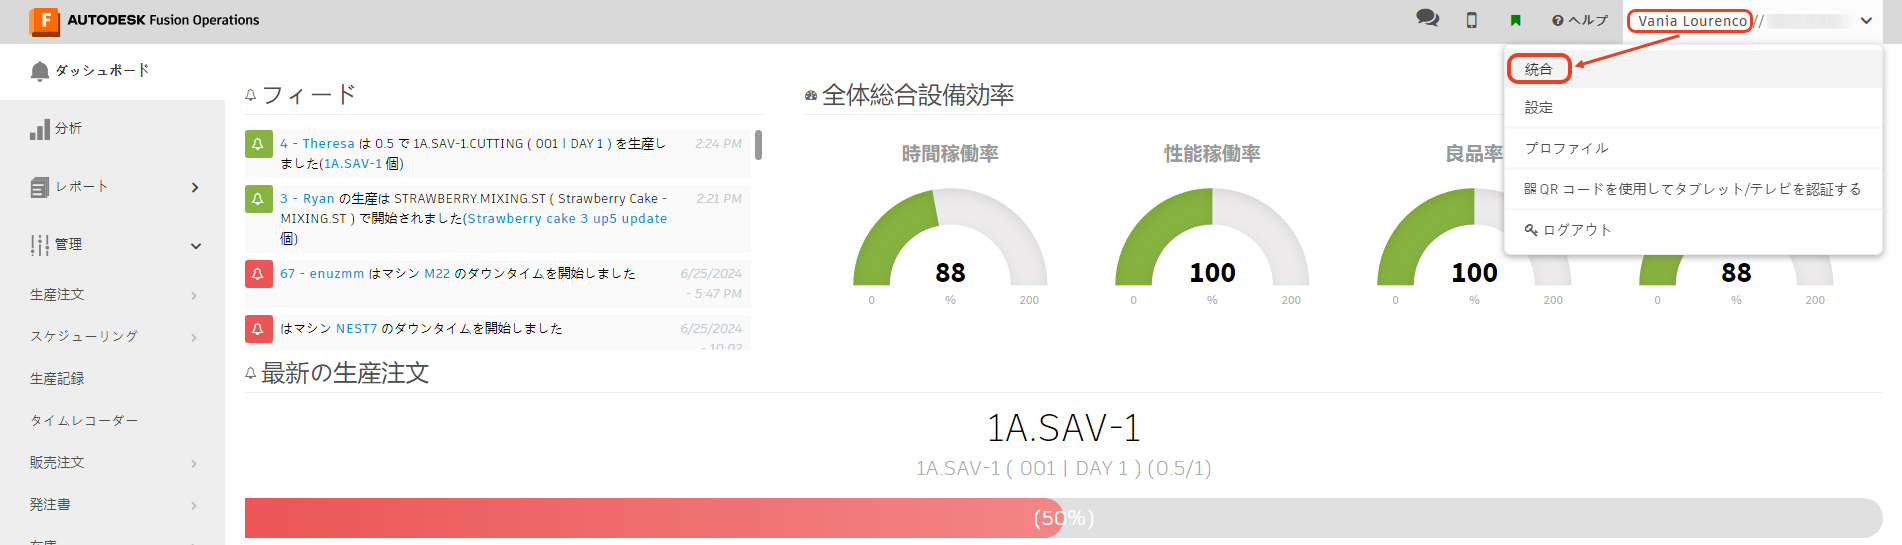 AUTODESK Fusion Operations
ヘルプ
Vania Lourenco //
統合
設定
プロファイル
QR コードを使用してタブレット/テレビを認証する
ログアウト
ダッシュボード
分析
レポート
管理
生産注文
スケジューリング
生産記録
タイムレコーダー
販売注文
発注書
フィード
4 - Theresa は 0.5 で 1A.SAV-1.CUTTING ( 001 | DAY 1 ) を生産し
ました(1A.SAV-1 個)
2:24 PM
3 - Ryan の生産は STRAWBERRY.MIXING.ST ( Strawberry Cake -
MIXING.ST ) で開始されました(Strawberry cake 3 up5 update
個)
2:21 PM
67 - enuzmm はマシン M22 のダウンタイムを開始しました
6/25/2024
- 5:47 PM
はマシン NEST7 のダウンタイムを開始しました
6/25/2024
- 10:02
全体総合設備効率
時間稼働率
88
0 % 200
性能稼働率
100
0 % 200
良品率
100
0 % 200
88
0 % 200
最新の生産注文
1A.SAV-1
1A.SAV-1 ( 001 | DAY 1 ) (0.5/1)
(50%)